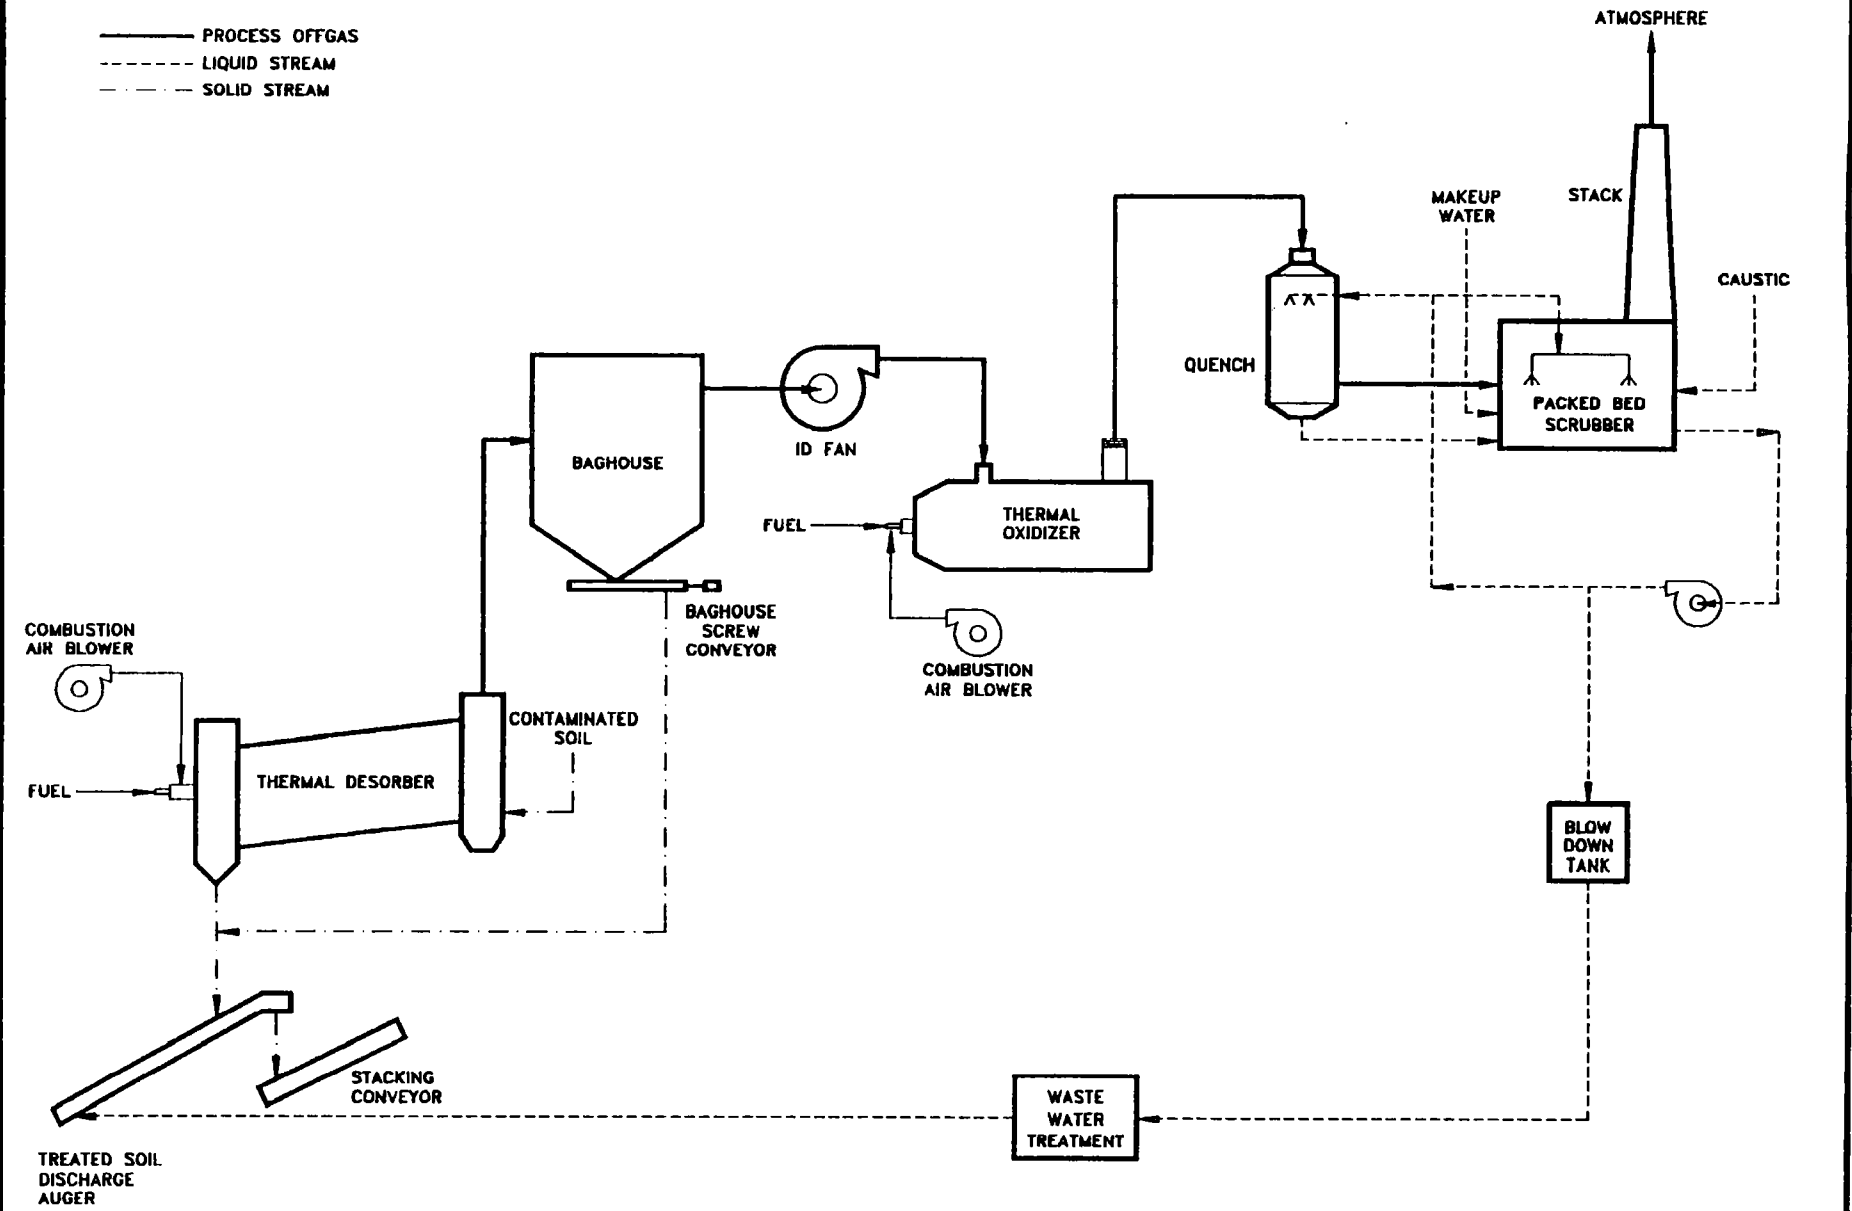 PROCESS OFFGAS
LIQUID STREAM
SOLID STREAM
ATMOSPHERE
STACK
MAKEUP
WATER
CAUSTIC
QUENCH
PACKED BED
SCRUBBER
ID FAN
BAGHOUSE
THERMAL
OXIDIZER
FUEL
BAGHOUSE
SCREW
CONVEYOR
COMBUSTION
AIR BLOWER
COMBUSTION
AIR BLOWER
CONTAMINATED
SOIL
THERMAL DESORBER
FUEL
BLOW
DOWN
TANK
STACKING
CONVEYOR
WASTE
WATER
TREATMENT
TREATED SOIL
DISCHARGE
AUGER